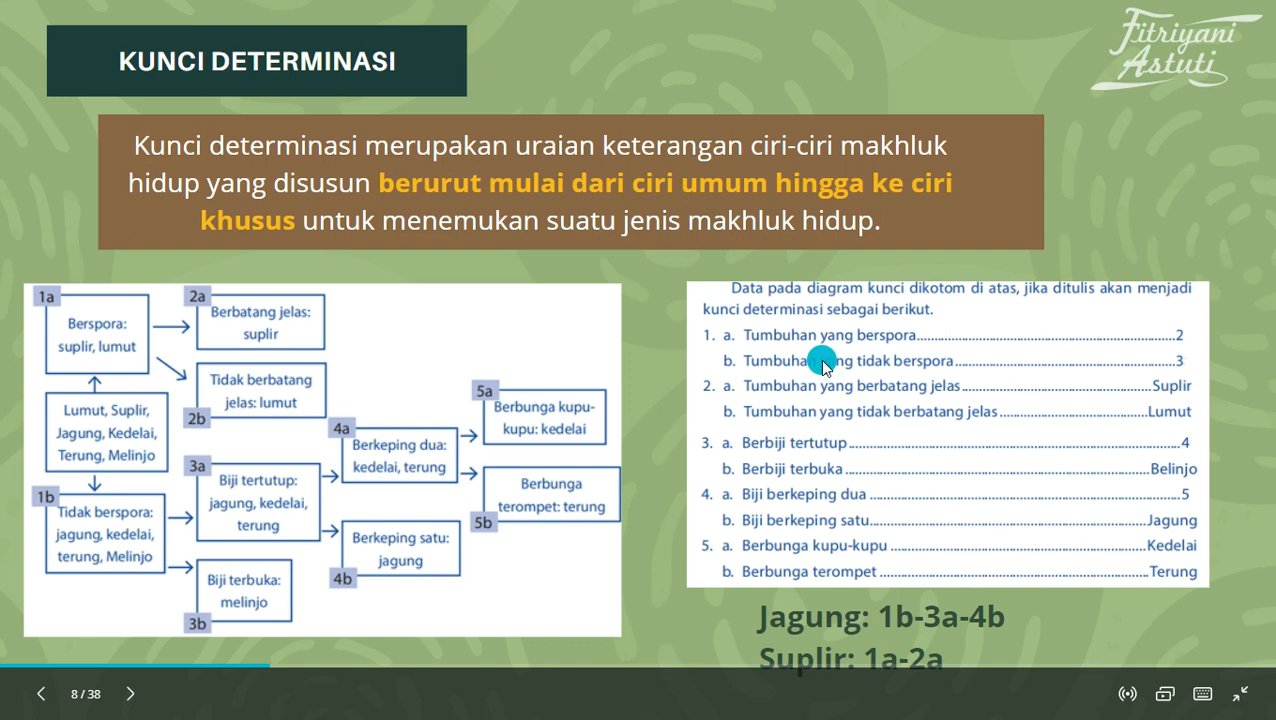 Fitriyani
Astuti
KUNCI DETERMINASI
Kunci determinasi merupakan uraian keterangan ciri-ciri makhluk
hidup yang disusun berurut mulai dari ciri umum hingga ke ciri
khusus untuk menemukan suatu jenis makhluk hidup.
1a
Berspora:
suplir, lumut
2a
Berbatang jelas:
suplir
Tidak berbatang
jelas: lumut
2b
Lumut, Suplir,
Jagung, Kedelai,
Terung, Melinjo
1b
Tidak berspora:
jagung, kedelai,
terung, Melinjo
3a
Biji tertutup:
jagung, kedelai,
terung
Biji terbuka:
melinjo
3b
4a
Berkeping dua:
kedelai, terung
Berkeping satu:
jagung
4b
5a
Berbunga kupu-
kupu: kedelai
Berbunga
terompet: terung
5b
Data pada diagram kunci dikotom di atas, jika ditulis akan menjadi
kunci determinasi sebagai berikut.
1. a. Tumbuhan yang berspora....................2
b. Tumbuhan yang tidak berspora....................3
2. a. Tumbuhan yang berbatang jelas....................Suplir
b. Tumbuhan yang tidak berbatang jelas....................Lumut
3. a. Berbiji tertutup....................4
b. Berbiji terbuka....................Belinjo
4. a. Biji berkeping dua....................5
b. Biji berkeping satu....................Jagung
5. a. Berbunga kupu-kupu....................Kedelai
b. Berbunga terompet....................Terung
Jagung: 1b-3a-4b
Suplir: 1a-2a
8 / 38